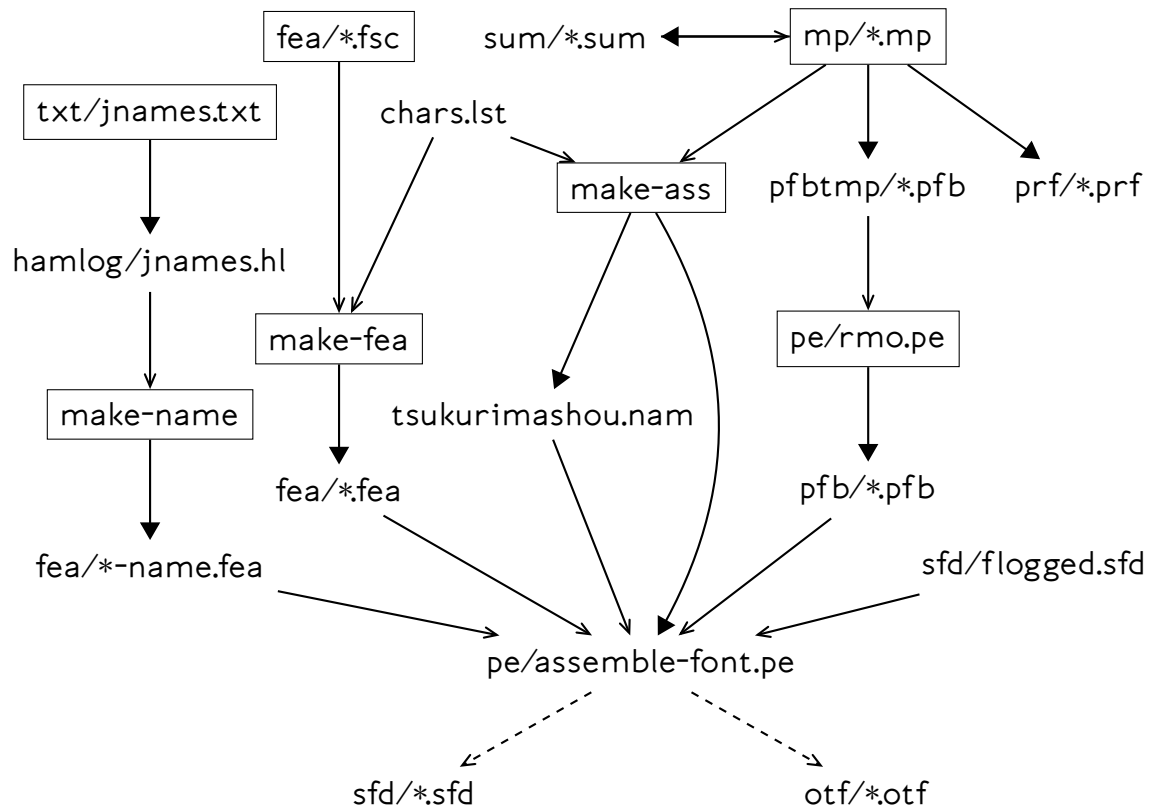 fea/*.fsc
sum/*.sum
mp/*.mp
txt/jnames.txt
chars.lst
make-ass
pfbtmp/*.pfb
prf/*.prf
hamlog/jnames.hl
make-fea
pe/rmo.pe
make-name
tsukurimashou.nam
fea/*.fea
pfb/*.pfb
fea/*-name.fea
sfd/flogged.sfd
pe/assemble-font.pe
sfd/*.sfd
otf/*.otf